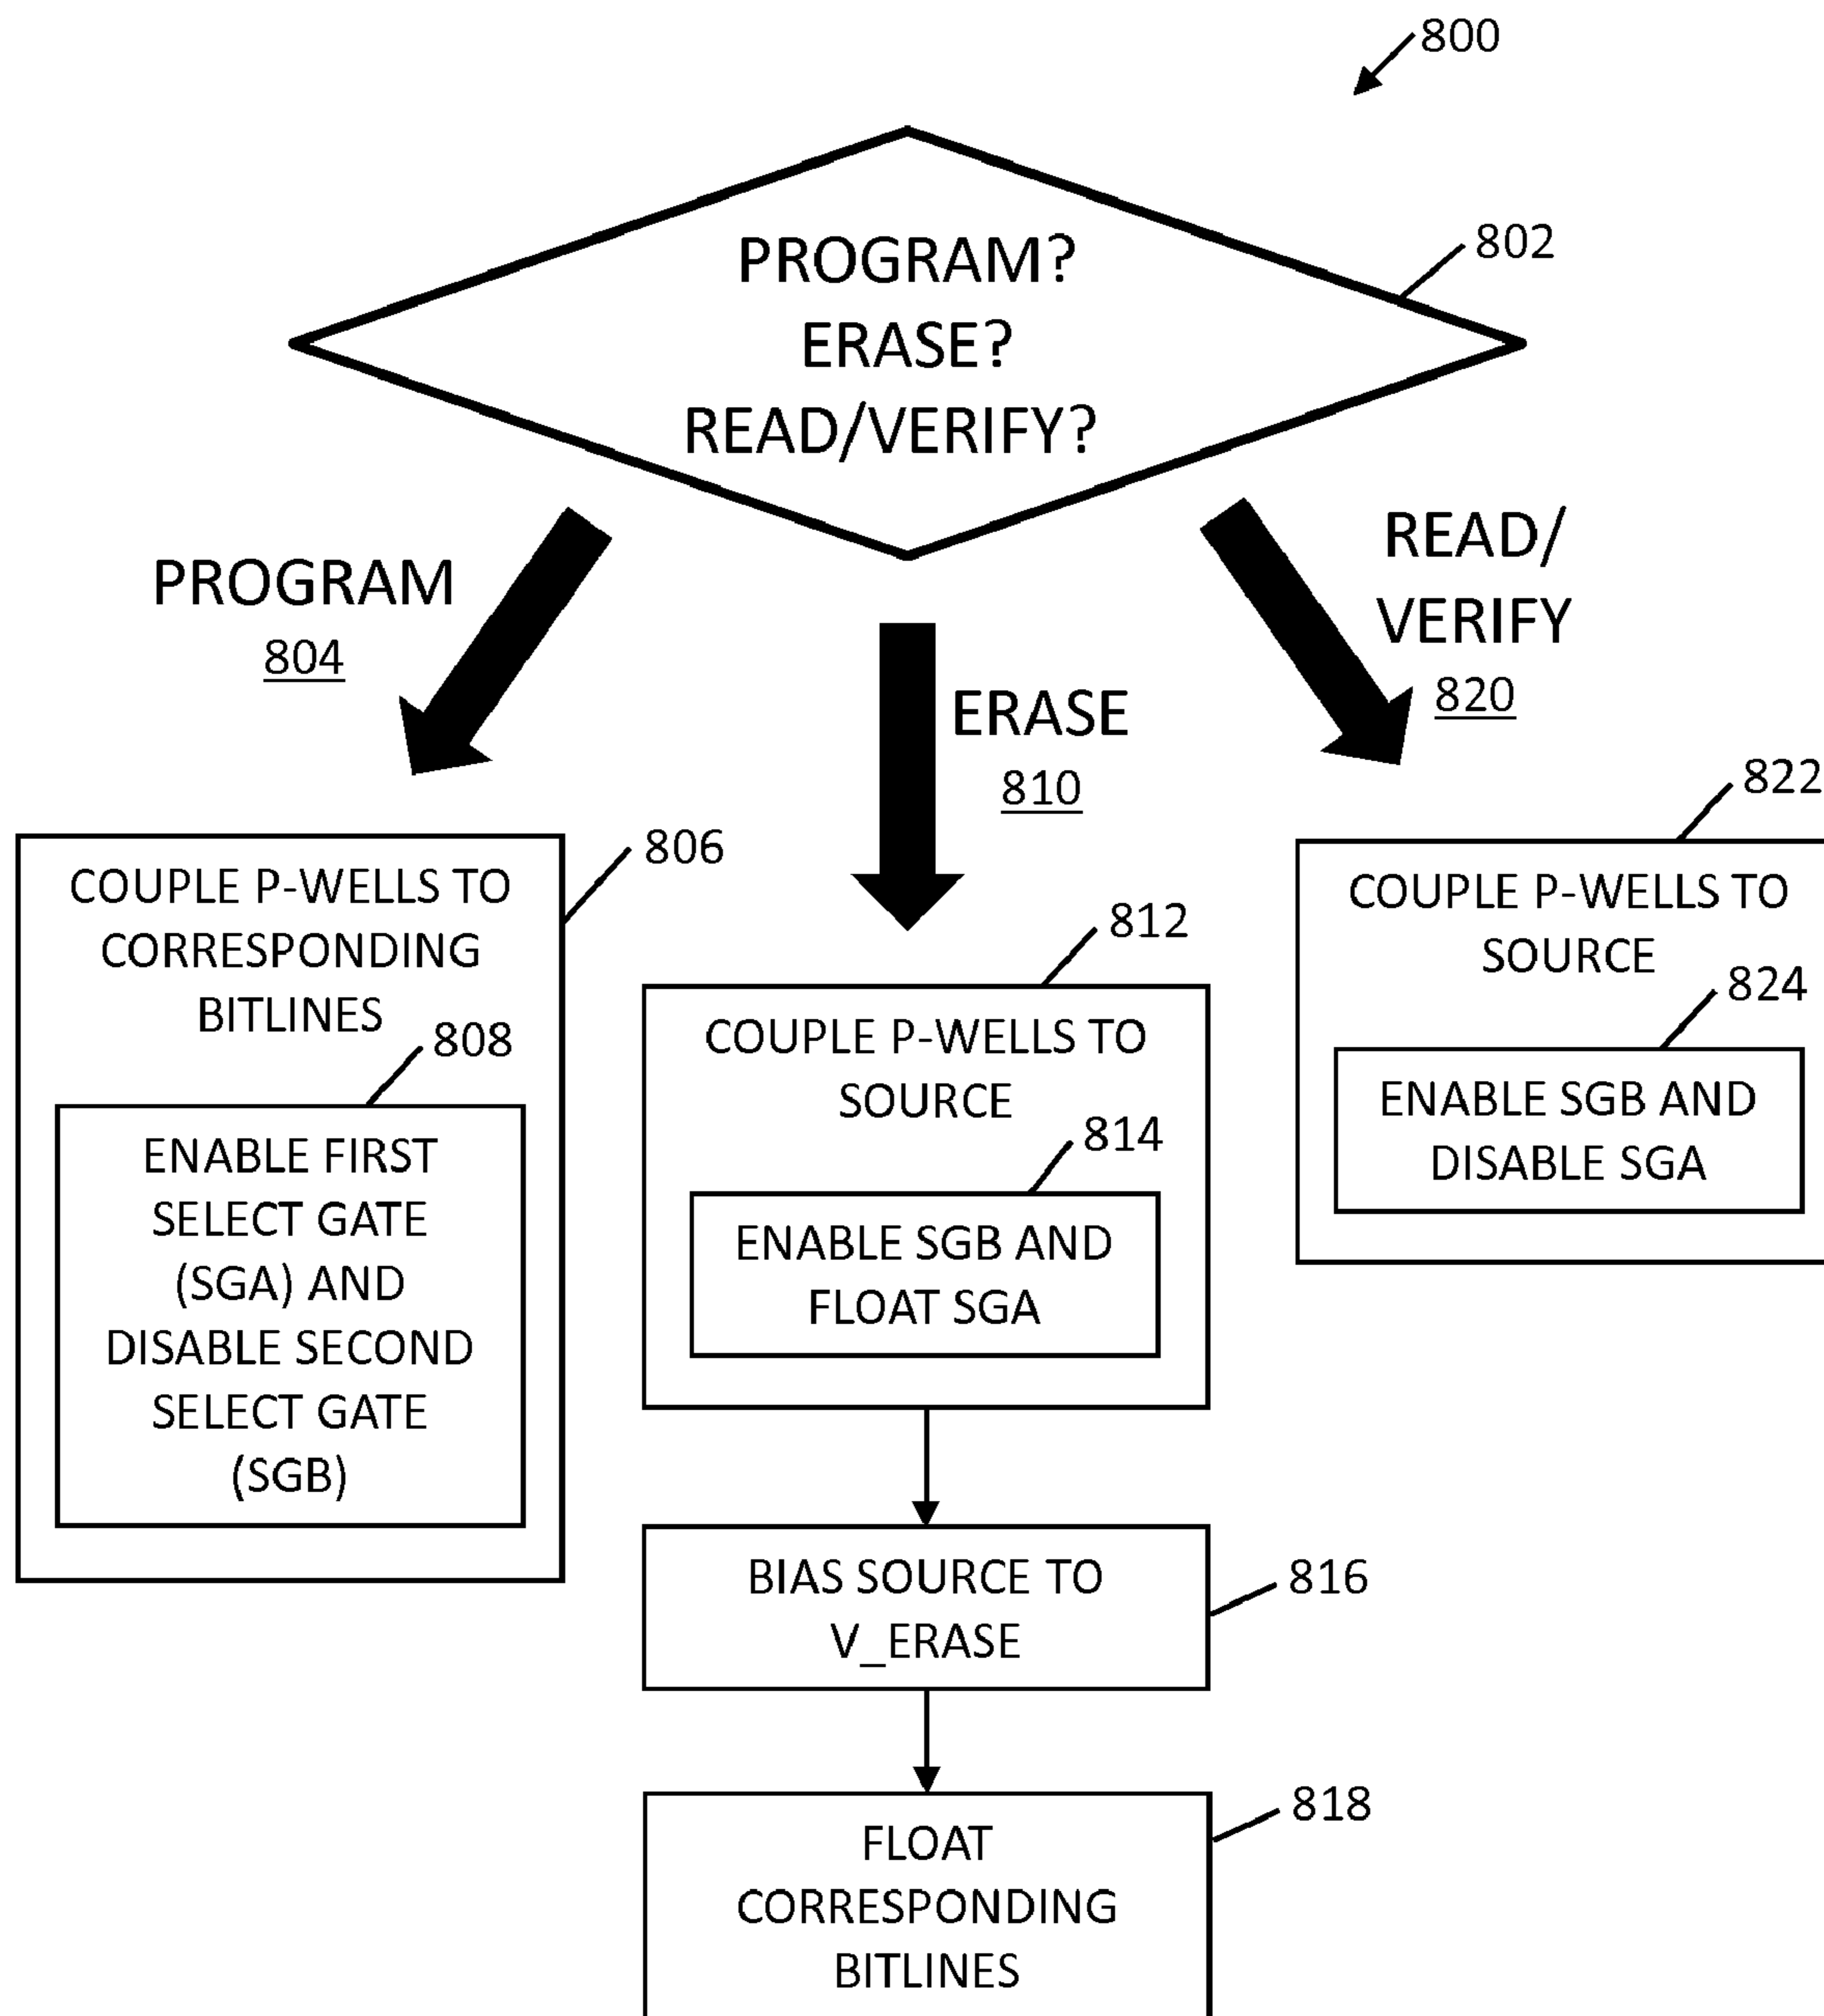 800
PROGRAM?
ERASE?
READ/VERIFY?
802
PROGRAM
804
ERASE
810
READ/
VERIFY
820
806
COUPLE P-WELLS TO
CORRESPONDING
BITLINES
808
ENABLE FIRST
SELECT GATE
(SGA) AND
DISABLE SECOND
SELECT GATE
(SGB)
812
COUPLE P-WELLS TO
SOURCE
814
ENABLE SGB AND
FLOAT SGA
BIAS SOURCE TO
V_ERASE
816
FLOAT
CORRESPONDING
BITLINES
818
822
COUPLE P-WELLS TO
SOURCE
824
ENABLE SGB AND
DISABLE SGA